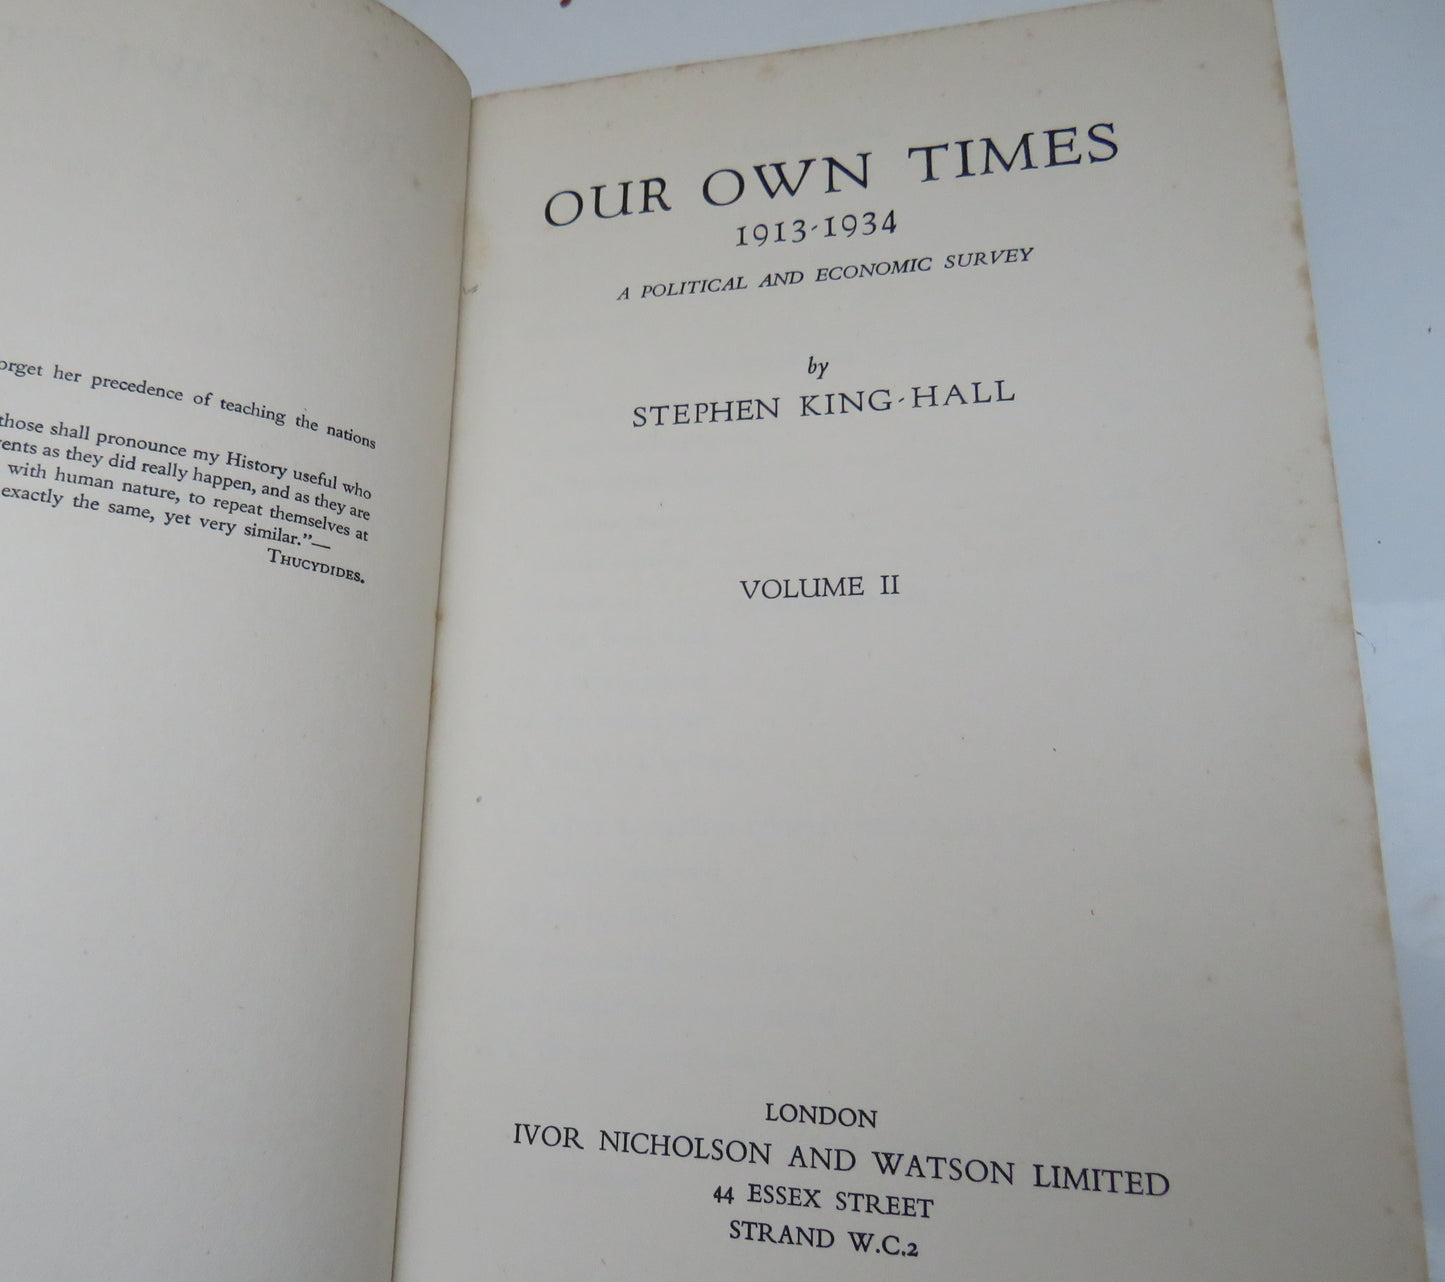 orget her precedence of teaching the nations
those shall pronounce my History useful who
ents as they did really happen, and as they are
with human nature, to repeat themselves at
exactly the same, yet very similar.”—
THUCYDIDES.
OUR OWN TIMES
1913-1934
A POLITICAL AND ECONOMIC SURVEY
by
STEPHEN KING-HALL
VOLUME II
LONDON
IVOR NICHOLSON AND WATSON LIMITED
44 ESSEX STREET
STRAND W.C.2